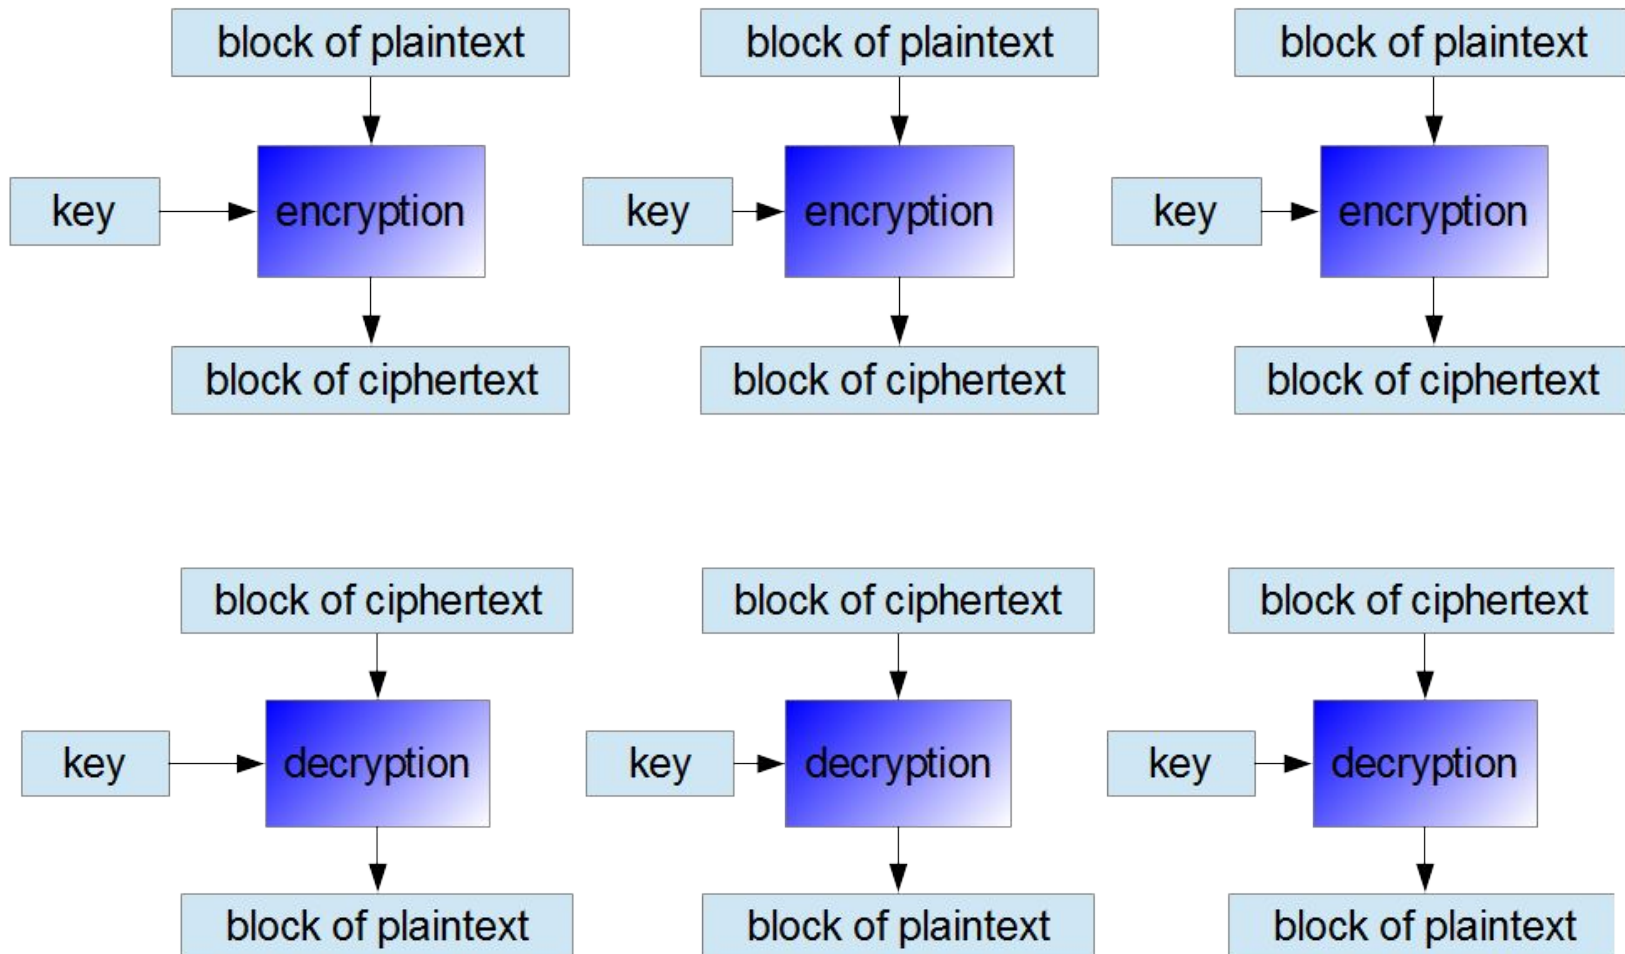 block of plaintext
block of plaintext
block of plaintext
key
encryption
key
encryption
key
encryption
block of ciphertext
block of ciphertext
block of ciphertext
block of ciphertext
block of ciphertext
block of ciphertext
key
decryption
key
decryption
key
decryption
block of plaintext
block of plaintext
block of plaintext